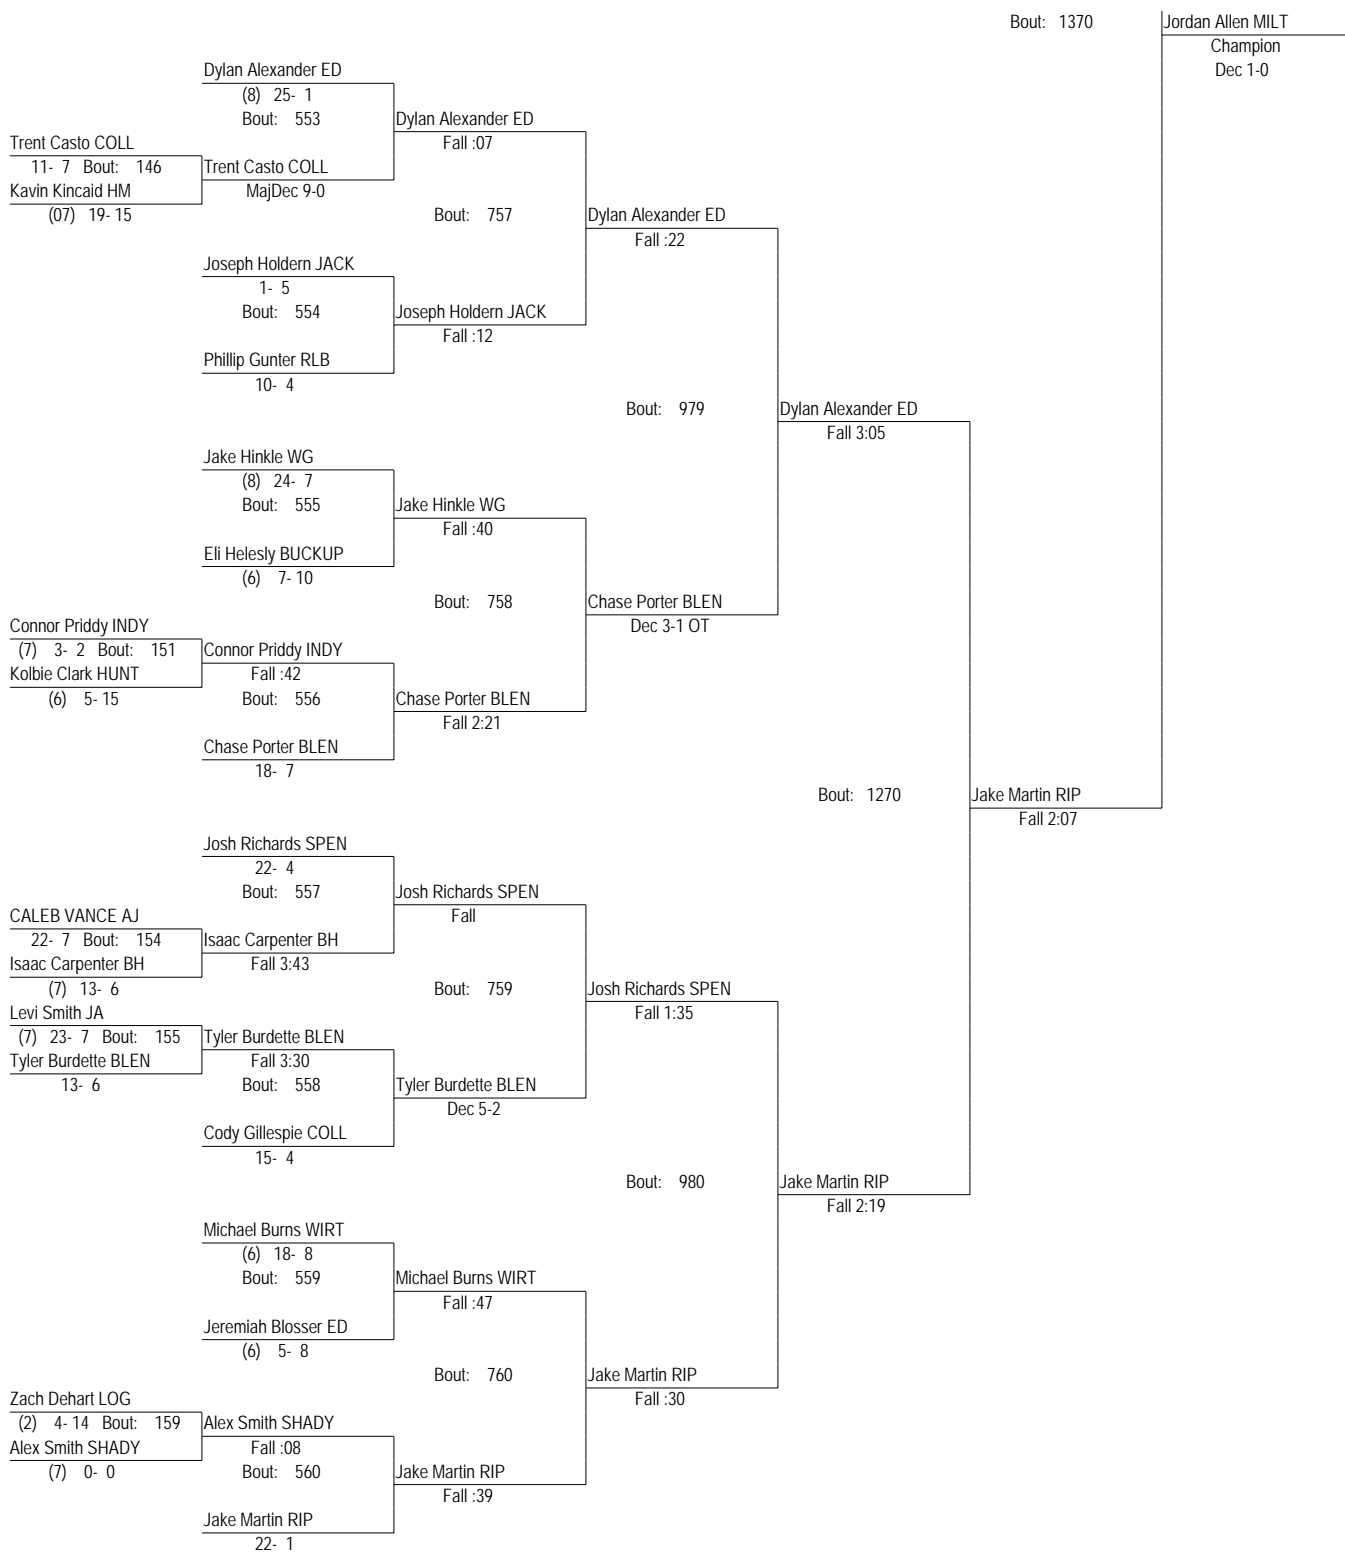 Bout: 1370 Jordan Allen MILT
Champion
Dec 1-0
Dylan Alexander ED
(8) 25- 1
Bout: 553 Dylan Alexander ED
Fall :07
Trent Casto COLL
11- 7 Bout: 146 Trent Casto COLL
Kavin Kincaid HM MajDec 9-0
(07) 19- 15 Bout: 757 Dylan Alexander ED
Fall :22
Joseph Holdern JACK
1- 5
Bout: 554 Joseph Holdern JACK
Fall :12
Phillip Gunter RLB
10- 4
Bout: 979 Dylan Alexander ED
Fall 3:05
Jake Hinkle WG
(8) 24- 7
Bout: 555 Jake Hinkle WG
Fall :40
Eli Helesly BUCKUP
(6) 7- 10
Bout: 758 Chase Porter BLEN
Dec 3-1 OT
Connor Priddy INDY
(7) 3- 2 Bout: 151 Connor Priddy INDY
Kolbie Clark HUNT Fall :42
(6) 5- 15 Bout: 556 Chase Porter BLEN
Fall 2:21
Chase Porter BLEN
18- 7
Bout: 1270 Jake Martin RIP
Fall 2:07
Josh Richards SPEN
22- 4
Bout: 557 Josh Richards SPEN
Fall
CALEB VANCE AJ
22- 7 Bout: 154 Isaac Carpenter BH
Isaac Carpenter BH Fall 3:43
(7) 13- 6 Bout: 759 Josh Richards SPEN
Levi Smith JA Fall 1:35
(7) 23- 7 Bout: 155 Tyler Burdette BLEN
Tyler Burdette BLEN Fall 3:30
13- 6 Bout: 558 Tyler Burdette BLEN
Dec 5-2
Cody Gillespie COLL
15- 4
Bout: 980 Jake Martin RIP
Fall 2:19
Michael Burns WIRT
(6) 18- 8
Bout: 559 Michael Burns WIRT
Fall :47
Jeremiah Blosser ED
(6) 5- 8
Bout: 760 Jake Martin RIP
Fall :30
Zach Dehart LOG
(2) 4- 14 Bout: 159 Alex Smith SHADY
Alex Smith SHADY Fall :08
(7) 0- 0 Bout: 560 Jake Martin RIP
Fall :39
Jake Martin RIP
22- 1